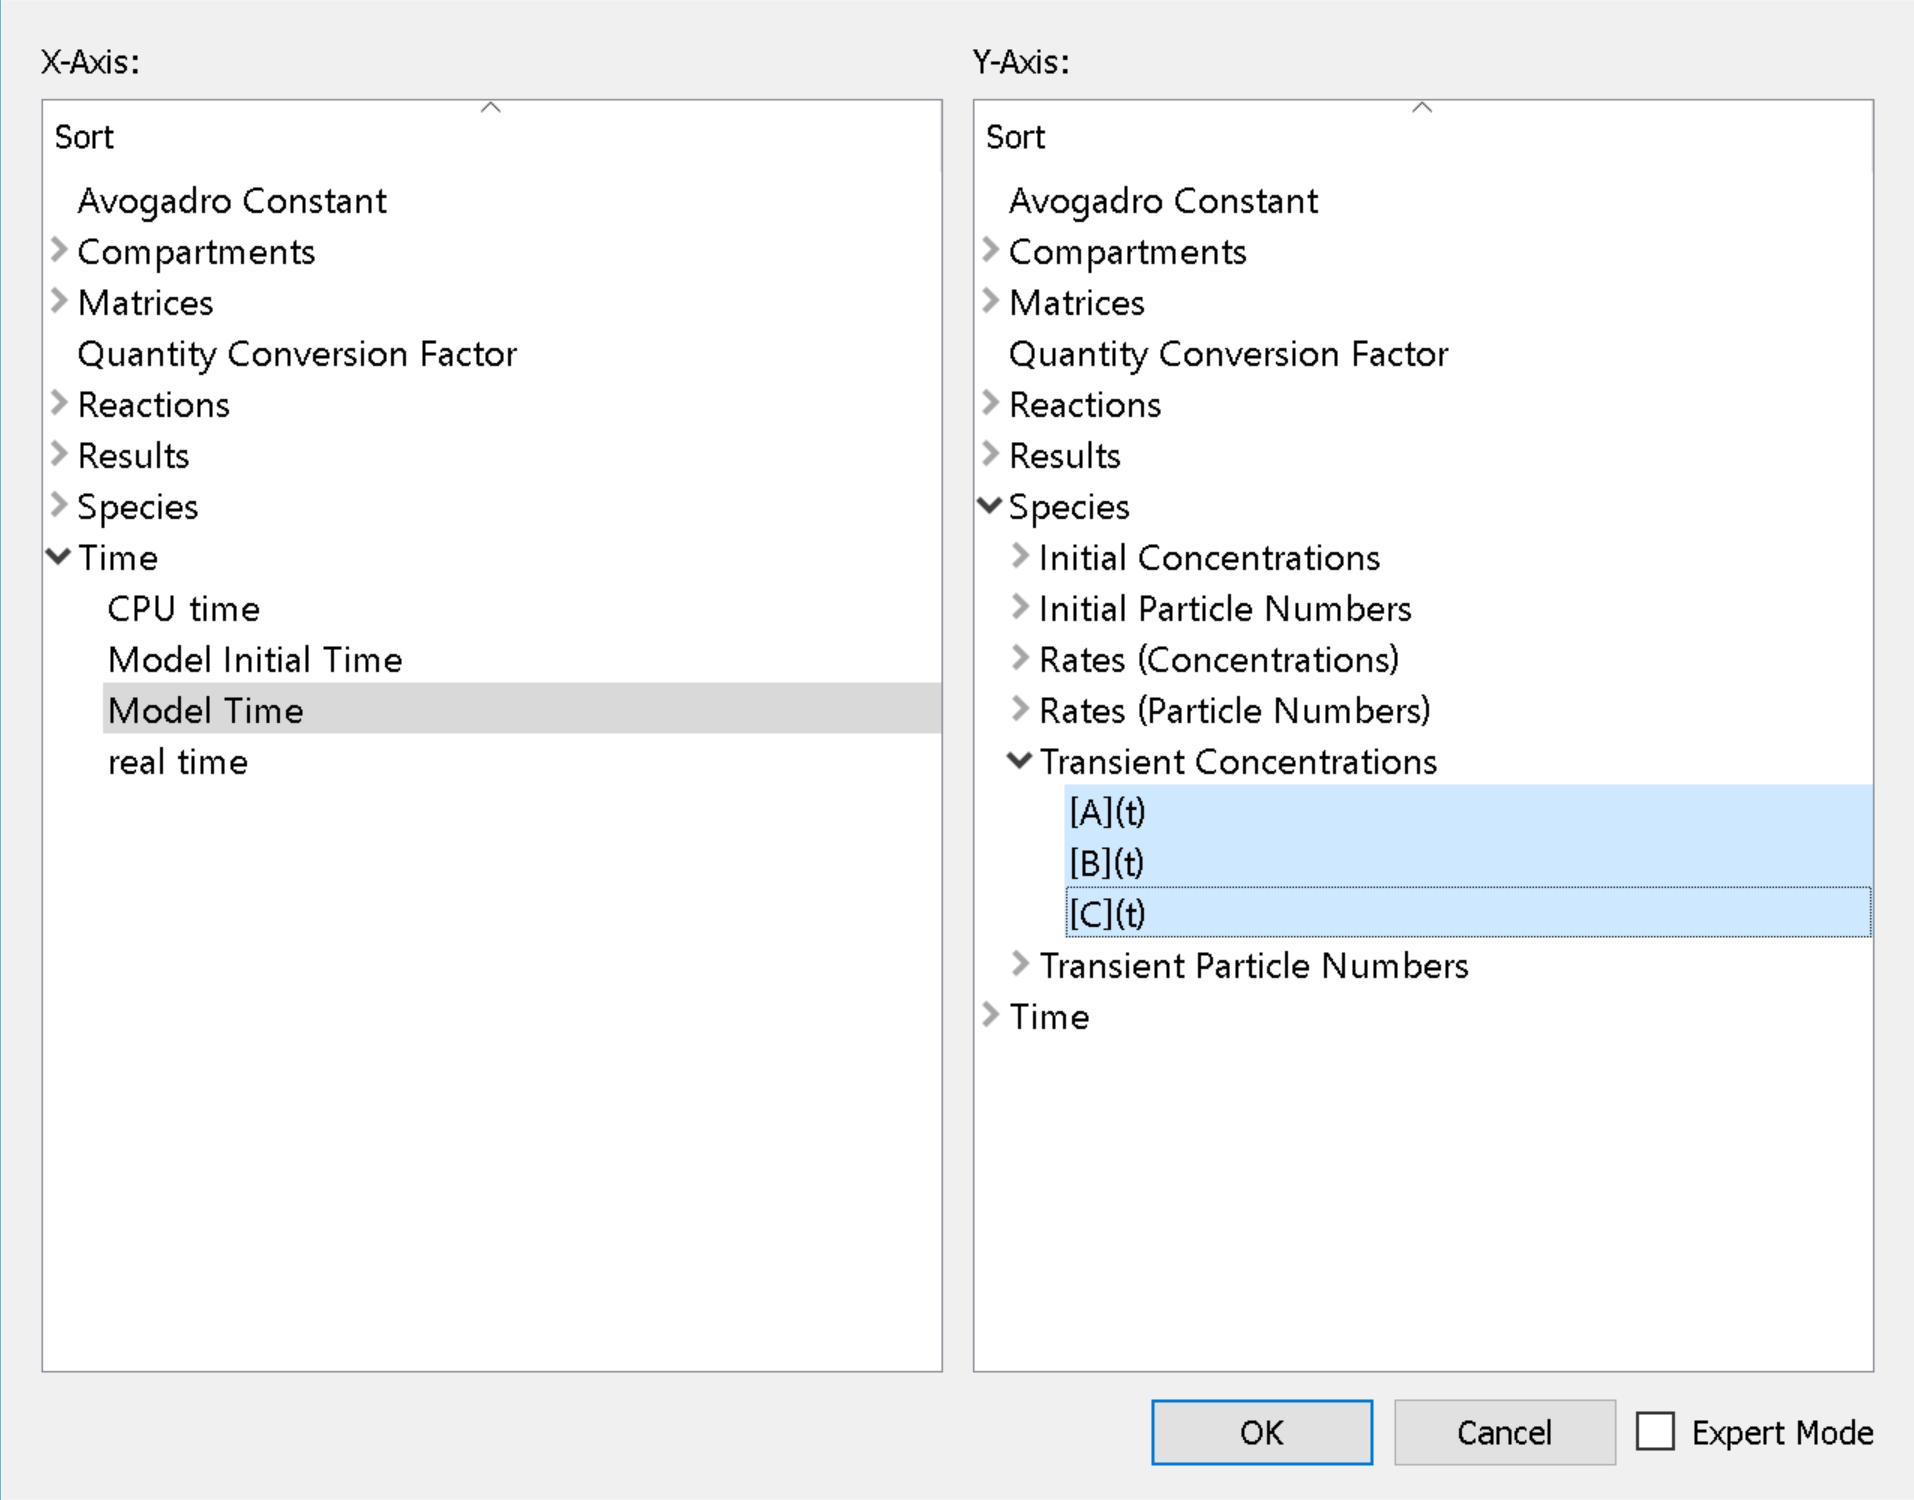 X-Axis:
Sort
Avogadro Constant
Compartments
Matrices
Quantity Conversion Factor
Reactions
Results
Species
Time
CPU time
Model Initial Time
Model Time
real time
Y-Axis:
Sort
Avogadro Constant
Compartments
Matrices
Quantity Conversion Factor
Reactions
Results
Species
Initial Concentrations
Initial Particle Numbers
Rates (Concentrations)
Rates (Particle Numbers)
Transient Concentrations
[A](t)
[B](t)
[C](t)
Transient Particle Numbers
Time
OK
Cancel
Expert Mode